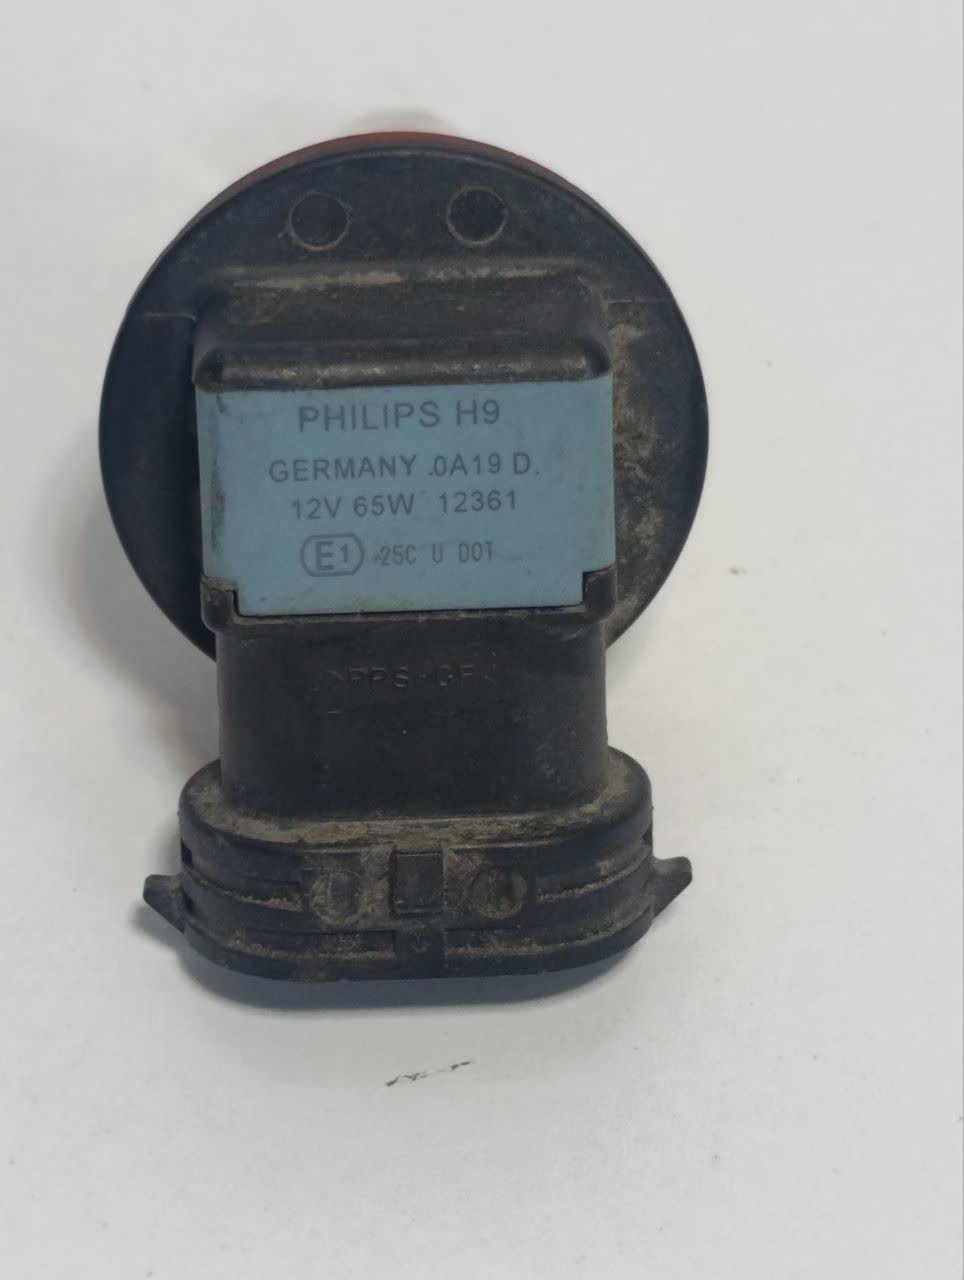 PHILIPS H9
GERMANY .0A19 D.
12V 65W 12361
E1 25C U DOT